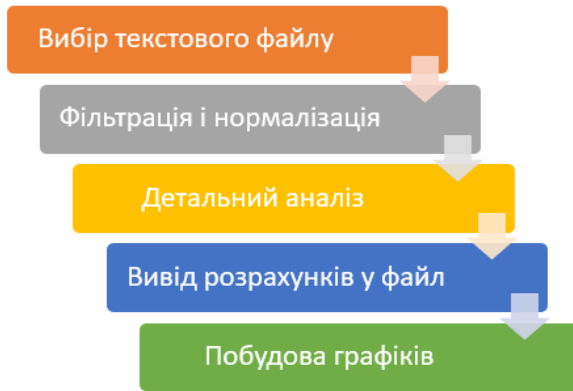 Вибір текстового файлу
Фільтрація і нормалізація
Детальний аналіз
Вивід розрахунків у файл
Побудова графіків